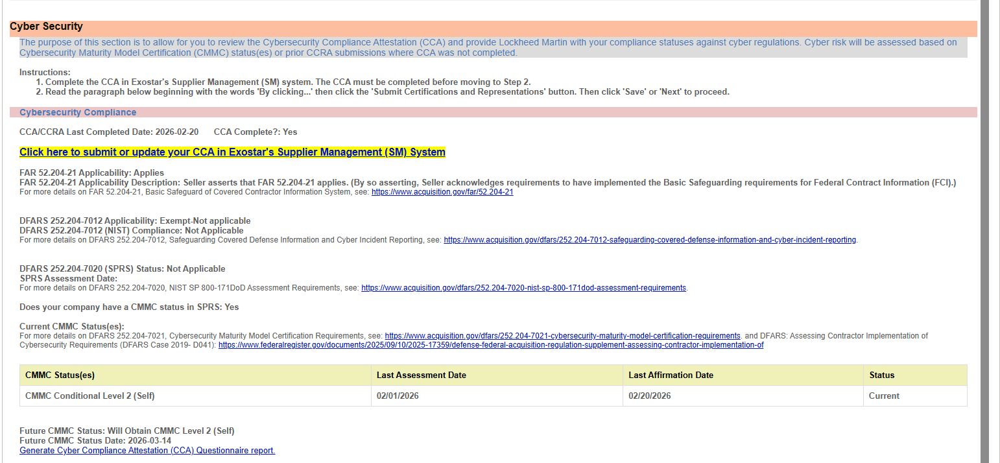 Cyber Security
The purpose of this section is to allow for you to review the Cybersecurity Compliance Attestation (CCA) and provide Lockheed Martin with your compliance statuses against cyber regulations. Cyber risk will be assessed based on
Cybersecurity Maturity Model Certification (CMMC) status(es) or prior CCRA submissions where CCA was not completed.
Instructions:
1. Complete the CCA in Exostar's Supplier Management (SM) system. The CCA must be completed before moving to Step 2.
2. Read the paragraph below beginning with the words 'By clicking...' then click the 'Submit Certifications and Representations' button. Then click 'Save' or 'Next' to proceed.
Cybersecurity Compliance
CCA/CCRA Last Completed Date: 2026-02-20 CCA Complete?: Yes
Click here to submit or update your CCA in Exostar's Supplier Management (SM) System
FAR 52.204-21 Applicability: Applies
FAR 52.204-21 Applicability Description: Seller asserts that FAR 52.204-21 applies. (By so asserting, Seller acknowledges requirements to have implemented the Basic Safeguarding requirements for Federal Contract Information (FCI).)
For more details on FAR 52.204-21, Basic Safeguard of Covered Contractor Information System, see: https://www.acquisition.gov/far/52.204-21
DFARS 252.204-7012 Applicability: Exempt-Not applicable
DFARS 252.204-7012 (NIST) Compliance: Not Applicable
For more details on DFARS 252.204-7012, Safeguarding Covered Defense Information and Cyber Incident Reporting, see: https://www.acquisition.gov/dfars/252.204-7012-safeguarding-covered-defense-information-and-cyber-incident-reporting.
DFARS 252.204-7020 (SPRS) Status: Not Applicable
SPRS Assessment Date:
For more details on DFARS 252.204-7020, NIST SP 800-171DoD Assessment Requirements, see: https://www.acquisition.gov/dfars/252.204-7020-nist-sp-800-171dod-assessment-requirements.
Does your company have a CMMC status in SPRS: Yes
Current CMMC Status(es):
For more details on DFARS 252.204-7021, Cybersecurity Maturity Model Certification Requirements, see: https://www.acquisition.gov/dfars/252.204-7021-cybersecurity-maturity-model-certification-requirements. and DFARS: Assessing Contractor Implementation of
Cybersecurity Requirements (DFARS Case 2019- D041): https://www.federalregister.gov/documents/2025/09/10/2025-17359/defense-federal-acquisition-regulation-supplement-assessing-contractor-implementation-of
CMMC Status(es) Last Assessment Date Last Affirmation Date Status
CMMC Conditional Level 2 (Self) 02/01/2026 02/20/2026 Current
Future CMMC Status: Will Obtain CMMC Level 2 (Self)
Future CMMC Status Date: 2026-03-14
Generate Cyber Compliance Attestation (CCA) Questionnaire report.